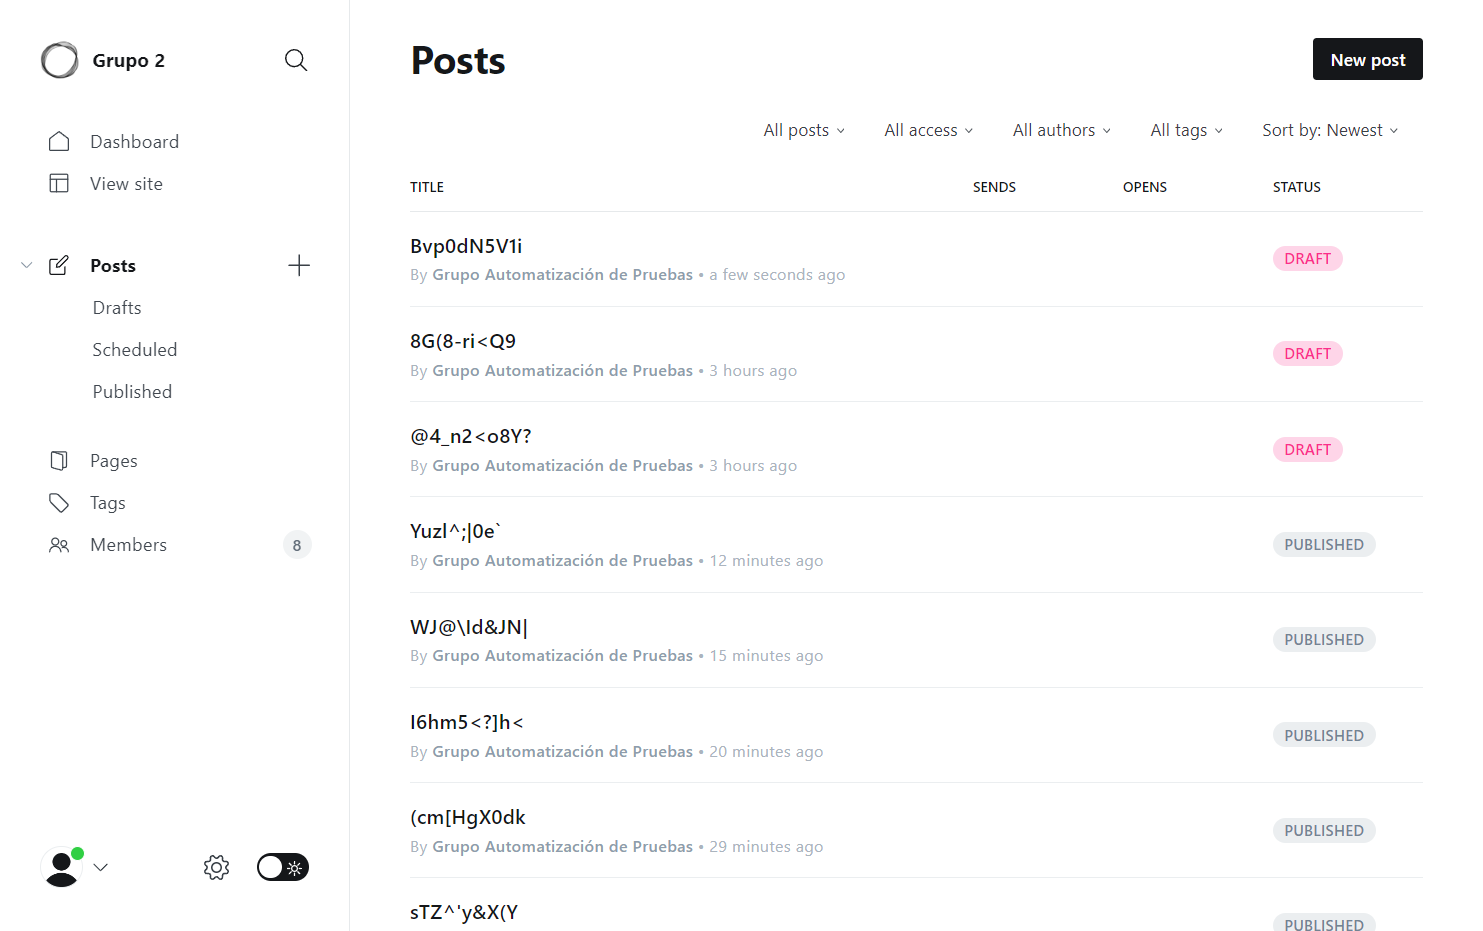 Grupo 2
Dashboard
View site
Posts
Drafts
Scheduled
Published
Pages
Tags
Members 8
Posts
New post
All posts All access All authors All tags Sort by: Newest
TITLE SENDS OPENS STATUS
Bvp0dN5V1i
By Grupo Automatización de Pruebas • a few seconds ago
DRAFT
8G(8-ri<Q9
By Grupo Automatización de Pruebas • 3 hours ago
DRAFT
@4_n2<o8Y?
By Grupo Automatización de Pruebas • 3 hours ago
DRAFT
Yuzl^;|0e`
By Grupo Automatización de Pruebas • 12 minutes ago
PUBLISHED
WJ@\ld&JN|
By Grupo Automatización de Pruebas • 15 minutes ago
PUBLISHED
I6hm5<?]h<
By Grupo Automatización de Pruebas • 20 minutes ago
PUBLISHED
(cm[HgX0dk
By Grupo Automatización de Pruebas • 29 minutes ago
PUBLISHED
sTZ^'y&X(Y
PUBLISHED